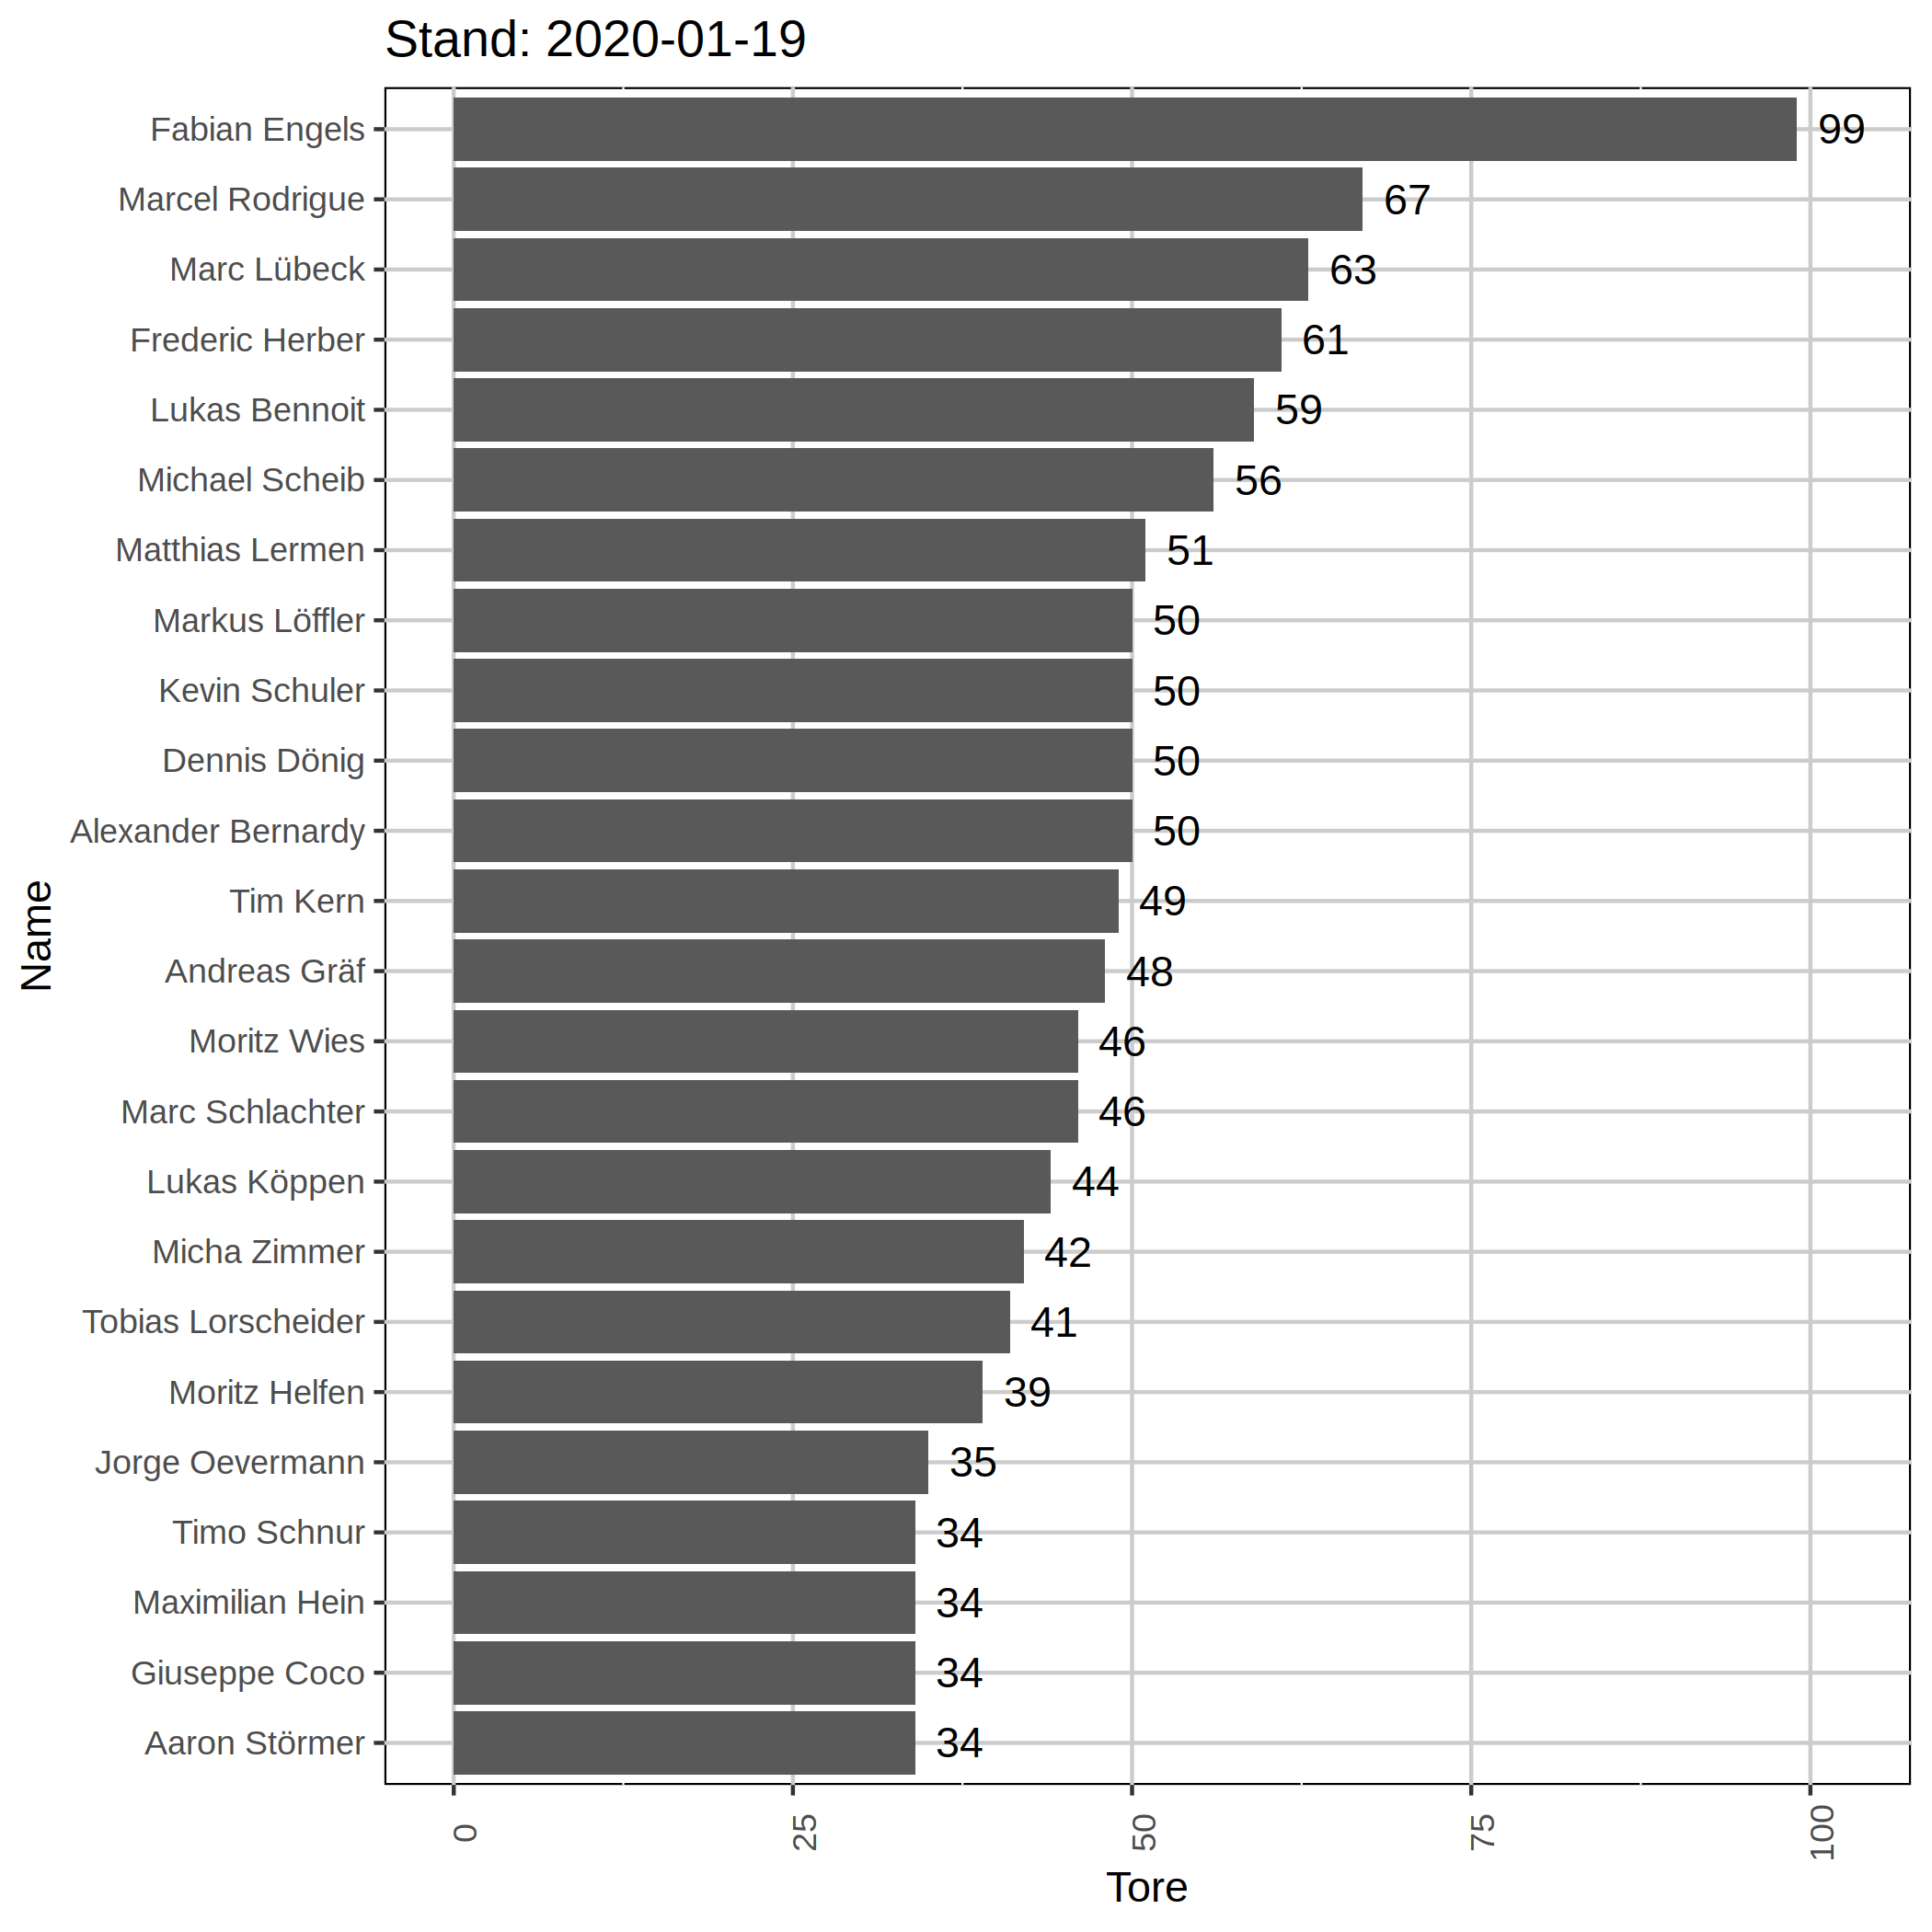 Stand: 2020-01-19
Fabian Engels 99
Marcel Rodrigue 67
Marc Lübeck 63
Frederic Herber 61
Lukas Bennoit 59
Michael Scheib 56
Matthias Lermen 51
Markus Löffler 50
Kevin Schuler 50
Dennis Dönig 50
Alexander Bernardy 50
Tim Kern 49
Andreas Gräf 48
Moritz Wies 46
Marc Schlachter 46
Lukas Köppen 44
Micha Zimmer 42
Tobias Lorscheider 41
Moritz Helfen 39
Jorge Oevermann 35
Timo Schnur 34
Maximilian Hein 34
Giuseppe Coco 34
Aaron Störmer 34
Name
0 25 50 75 100
Tore